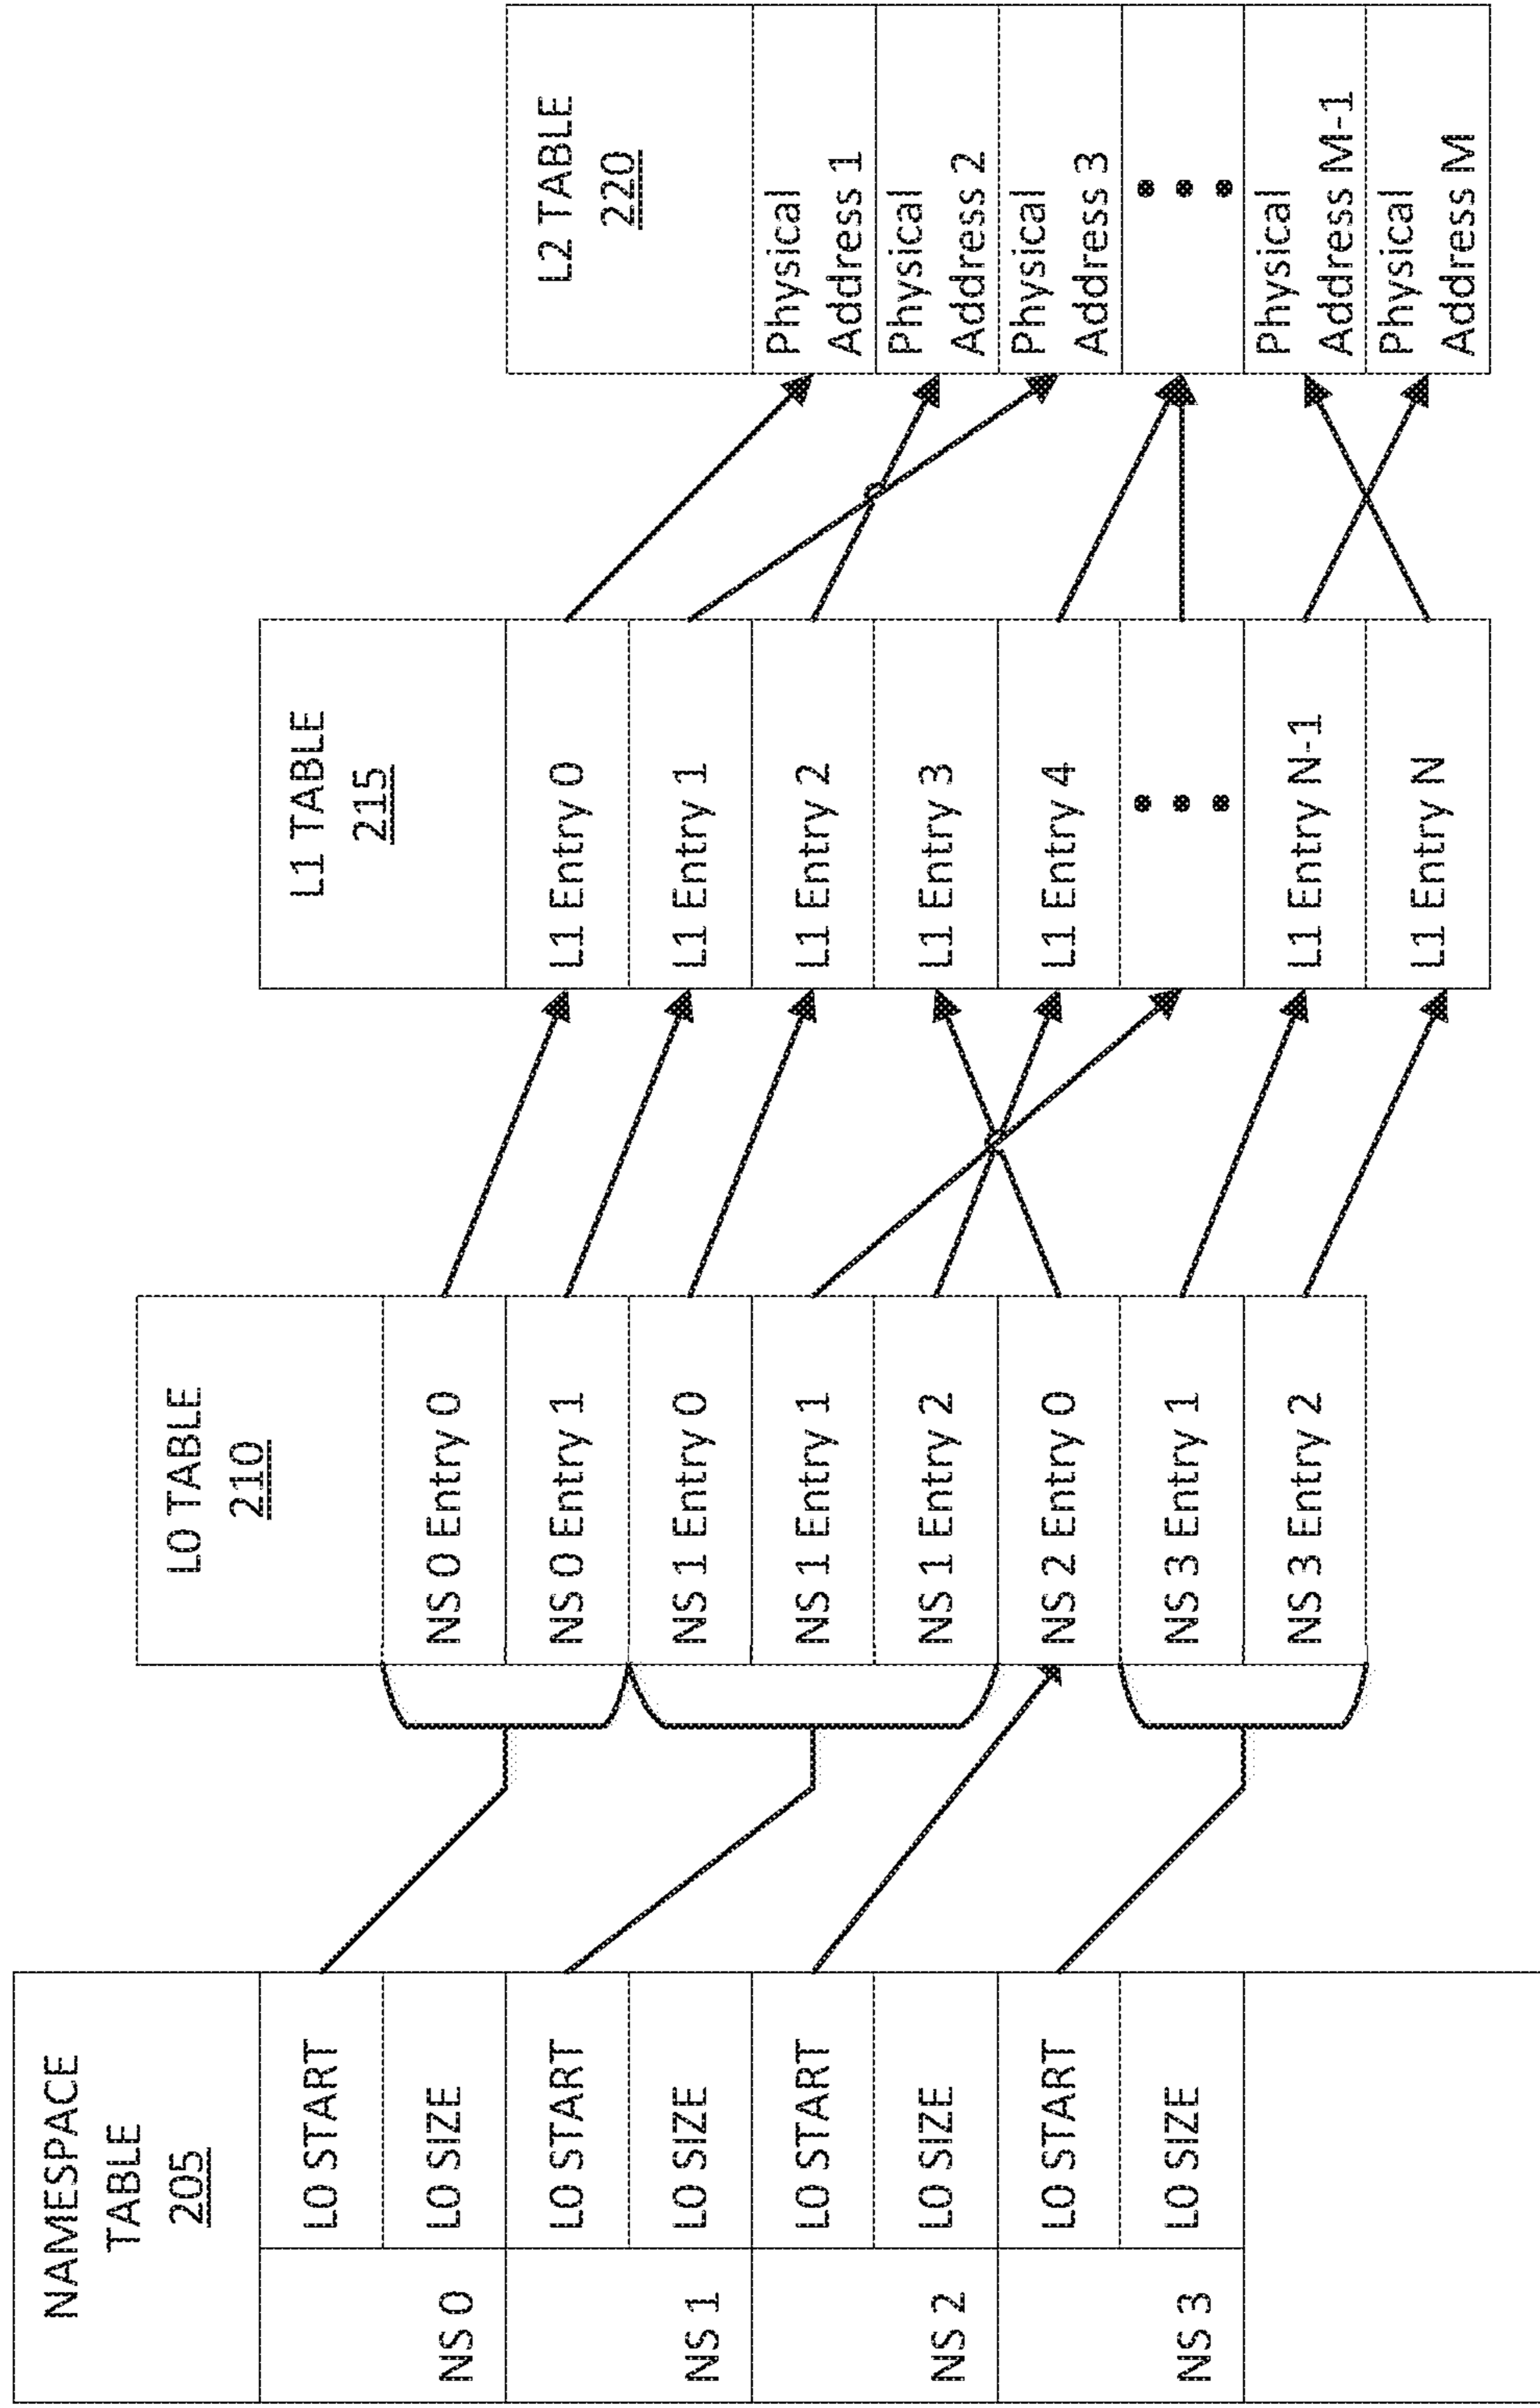 NAMESPACE
TABLE
205
NS 0
L0 START
L0 SIZE
NS 1
L0 START
L0 SIZE
NS 2
L0 START
L0 SIZE
NS 3
L0 START
L0 SIZE
L0 TABLE
210
NS 0 Entry 0
NS 0 Entry 1
NS 1 Entry 0
NS 1 Entry 1
NS 1 Entry 2
NS 2 Entry 0
NS 3 Entry 1
NS 3 Entry 2
L1 TABLE
215
L1 Entry 0
L1 Entry 1
L1 Entry 2
L1 Entry 3
L1 Entry 4
L1 Entry N-1
L1 Entry N
L2 TABLE
220
Physical
Address 1
Physical
Address 2
Physical
Address 3
Physical
Address M-1
Physical
Address M